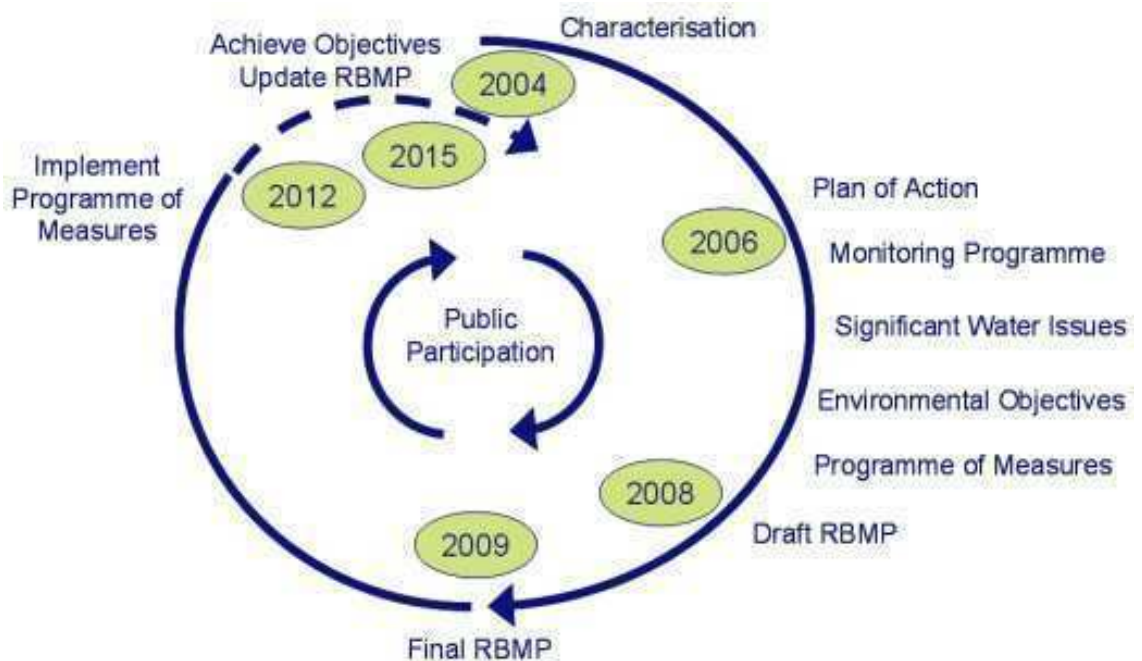 Characterisation
2004
Plan of Action
2006
Monitoring Programme
Significant Water Issues
Environmental Objectives
Programme of Measures
2008
Draft RBMP
2009
Final RBMP
Implement
Programme of
Measures
2012
Achieve Objectives
Update RBMP
2015
Public
Participation